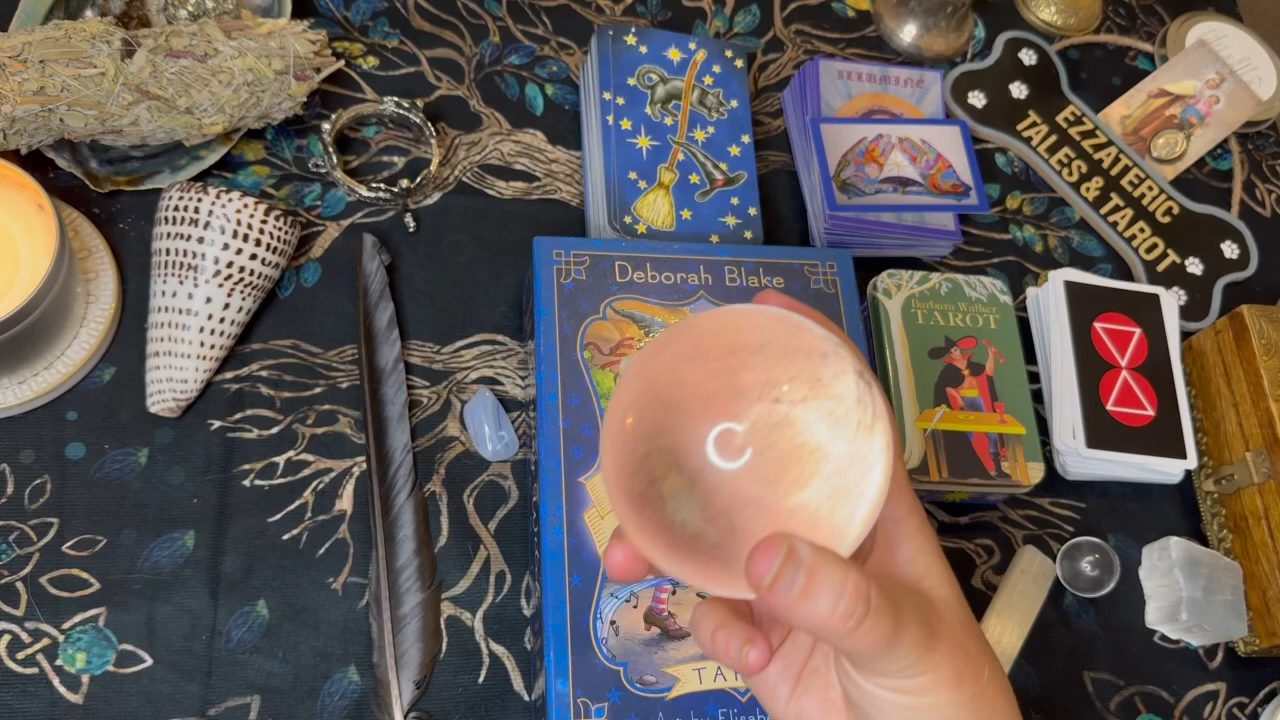 ILLUMINE
EZZATERIC
TALES & TAROT
Deborah Blake
Barbara Walker
TAROT